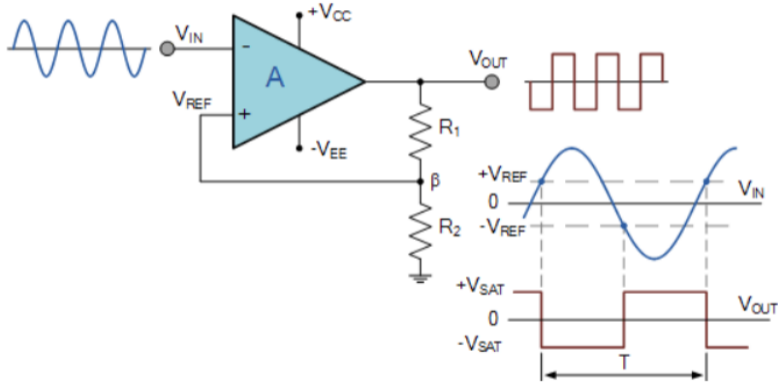 +VCC
VIN
-
A
VOUT
VREF
+
R1
-VEE
β
+VREF
VIN
0
R2
-VREF
+VSAT
VOUT
0
-VSAT
T